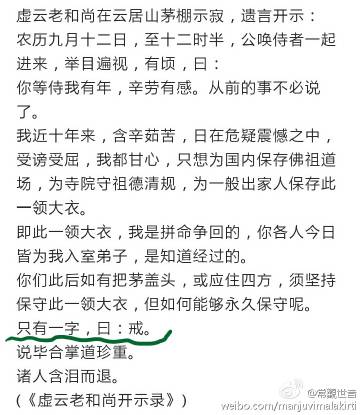 虚云老和尚在云居山茅棚示寂，遗言开示：
农历九月十二日，至十二时半，公唤侍者一起
进来，举目遍视，有顷，曰：
你等侍我有年，辛劳有感。从前的事不必说
了。
我近十年来，含辛茹苦，日在危疑震憾之中，
受谤受屈，我都甘心，只想为国内保存佛祖道
场，为寺院守祖德清规，为一般出家人保存此
一领大衣。
即此一领大衣，我是拼命争回的，你各人今日
皆为我入室弟子，是知道经过的。
你们此后如有把茅盖头，或应住四方，须坚持
保守此一领大衣，但如何能够永久保守呢。
只有一字，曰：戒。
说毕合掌道珍重。
诸人含泪而退。
(《虚云老和尚开示录》)
@常觀世音
weibo.com/manjuvimalakirti